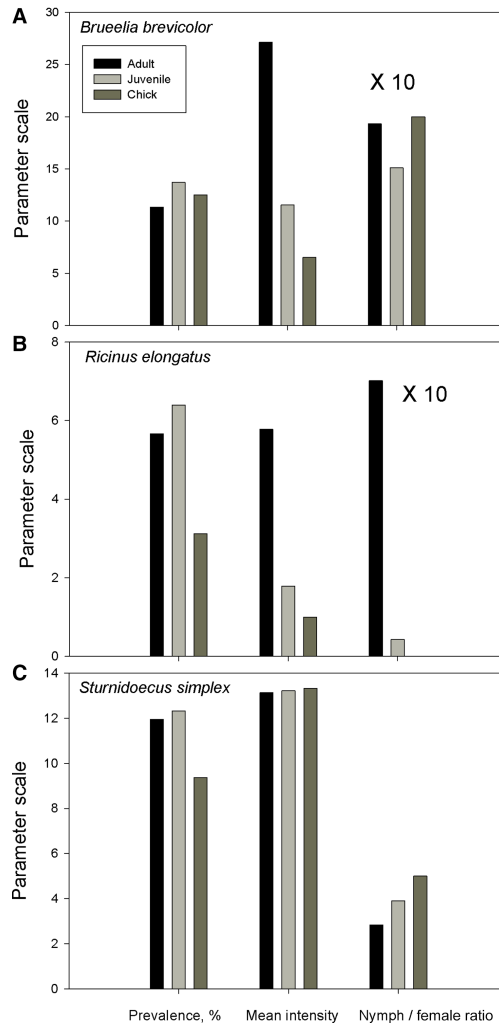 A
Brueelia brevicolor
Adult
Juvenile
Chick
X 10
Parameter scale
30
25
20
15
10
5
0
B
Ricinus elongatus
X 10
Parameter scale
8
6
4
2
0
C
Sturnidoecus simplex
Parameter scale
14
12
10
8
6
4
2
0
Prevalence, % Mean intensity Nymph / female ratio